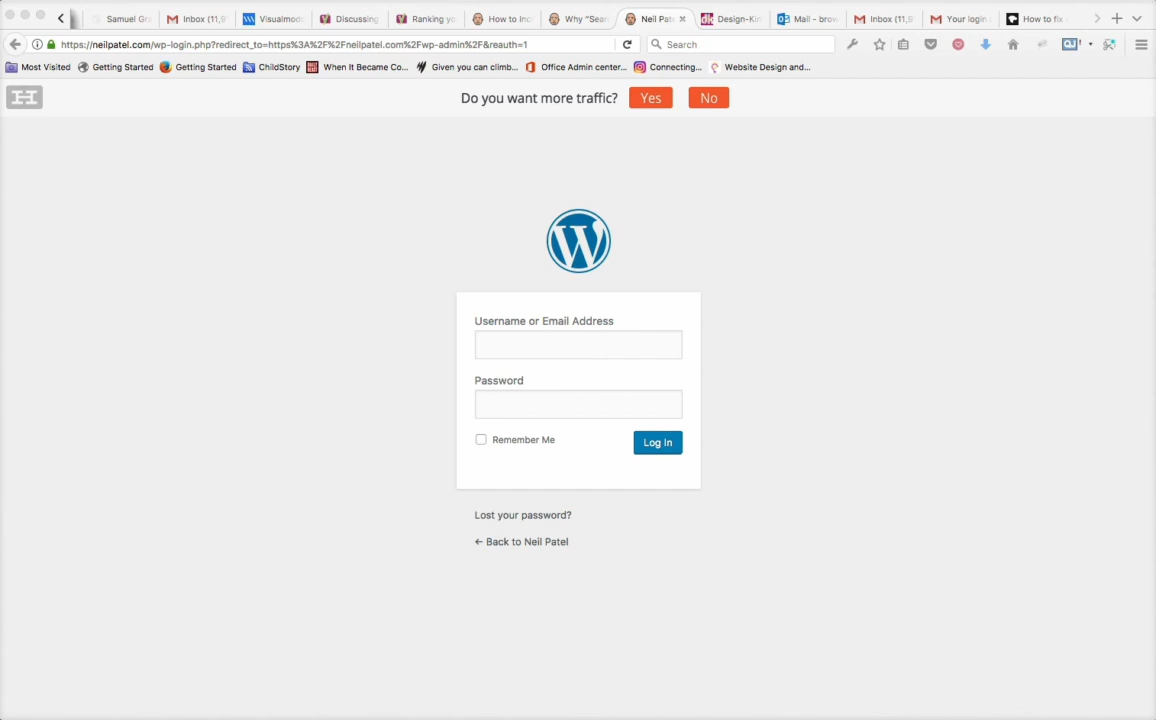 Samuel Gr
Inbox (11,9
Visualmod
Discussing
Ranking yo
How to Inc
Why "Sear
Neil Pate
Design-Kin
Mail - brow
Inbox (11,9
Your login
How to fix
https://neilpatel.com/wp-login.php?redirect_to=https%3A%2F%2Fneilpatel.com%2Fwp-admin%2F&reauth=1
Search
Most Visited
Getting Started
Getting Started
ChildStory
When It Became Co...
Given you can climb...
Office Admin center...
Connecting...
Website Design and...
Do you want more traffic?
Yes
No
Username or Email Address
Password
Remember Me
Log In
Lost your password?
← Back to Neil Patel